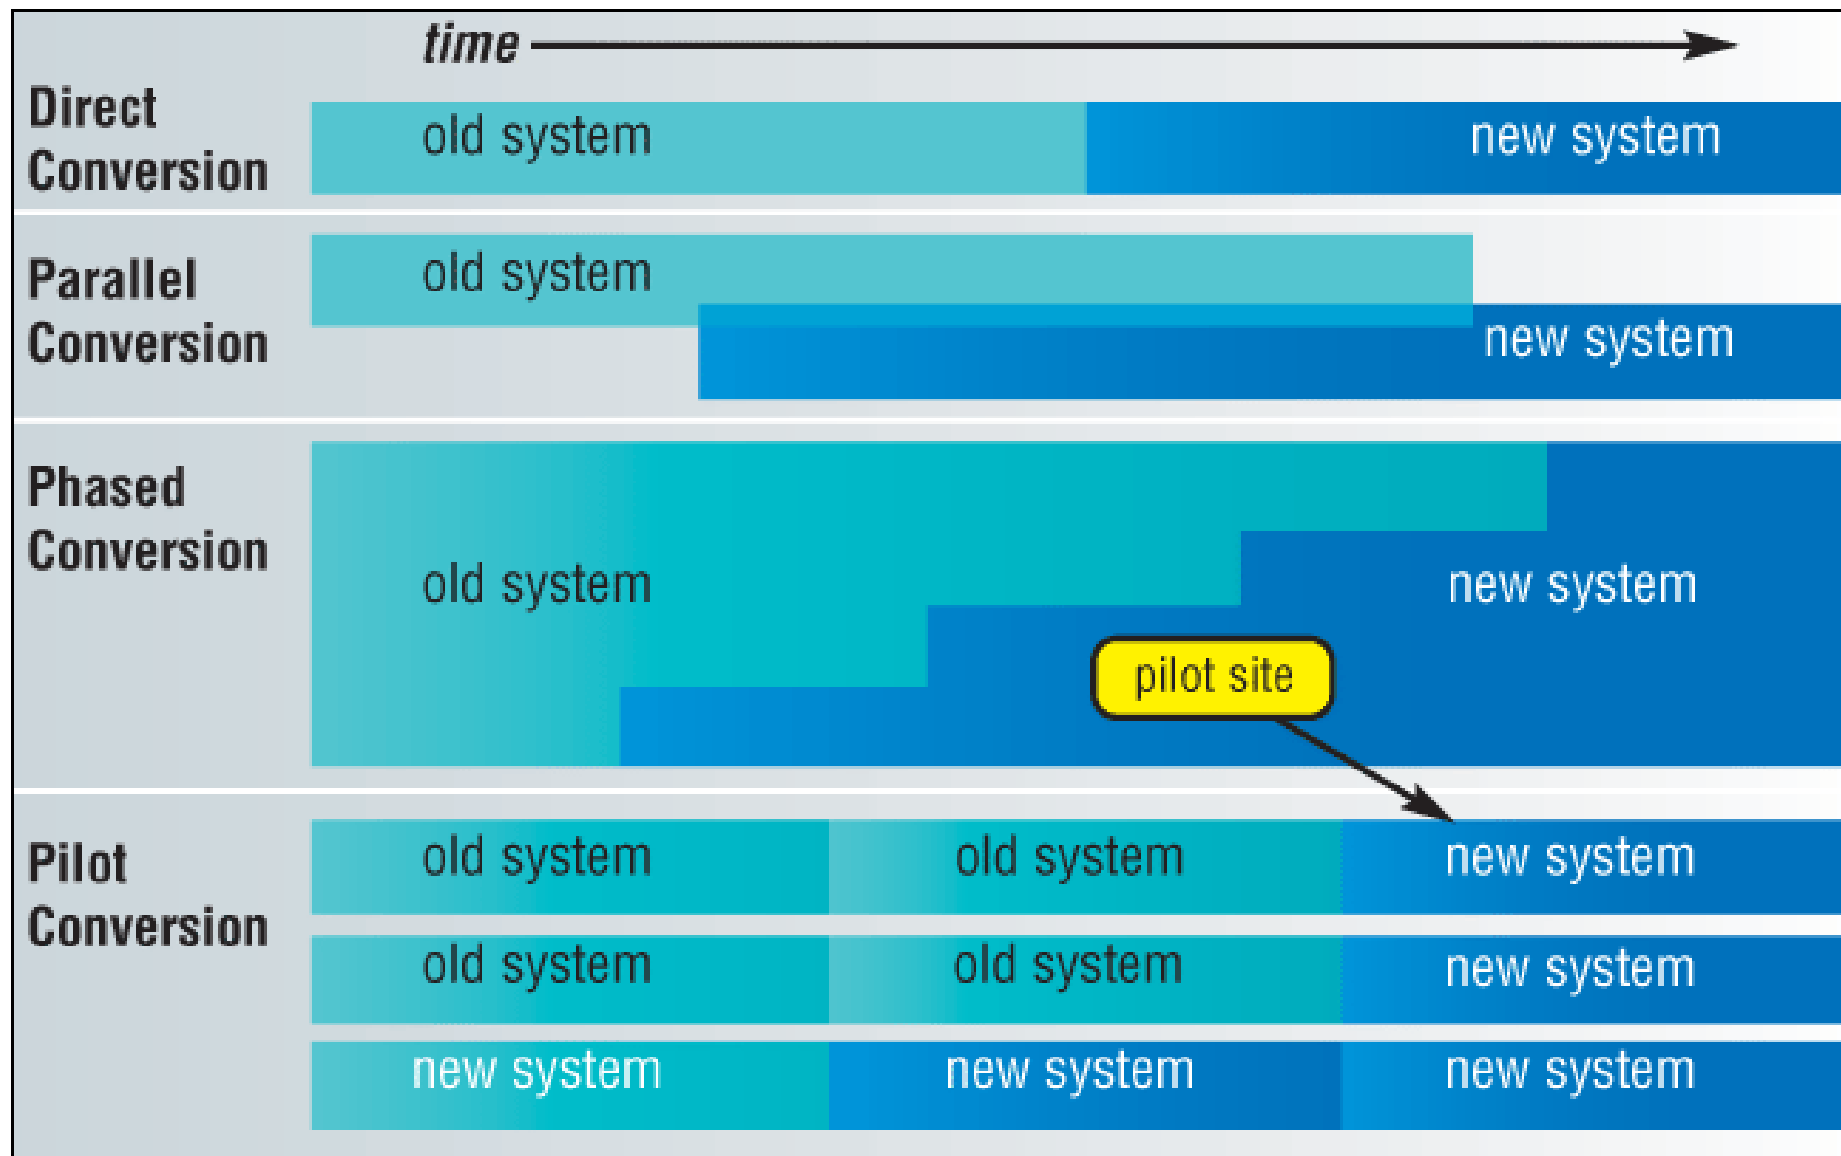 time
Direct
Conversion
old system
new system
Parallel
Conversion
old system
new system
Phased
Conversion
old system
new system
pilot site
Pilot
Conversion
old system
old system
new system
old system
old system
new system
new system
new system
new system